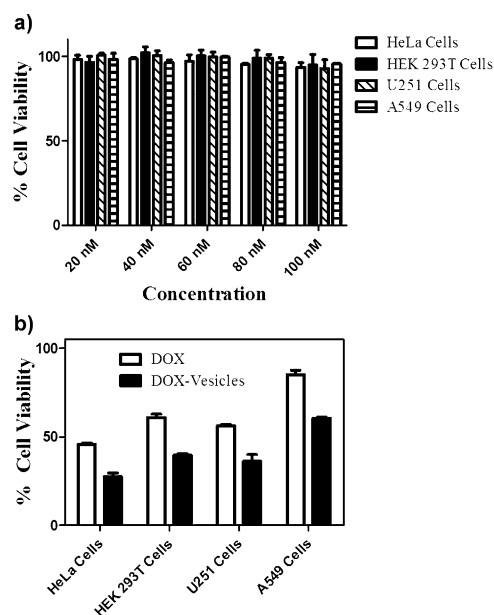 a)
HeLa Cells
HEK 293T Cells
U251 Cells
A549 Cells
% Cell Viability
100
50
0
20 nM
40 nM
60 nM
80 nM
100 nM
Concentration
b)
DOX
DOX-Vesicles
% Cell Viability
100
50
0
HeLa Cells
HEK 293T Cells
U251 Cells
A549 Cells